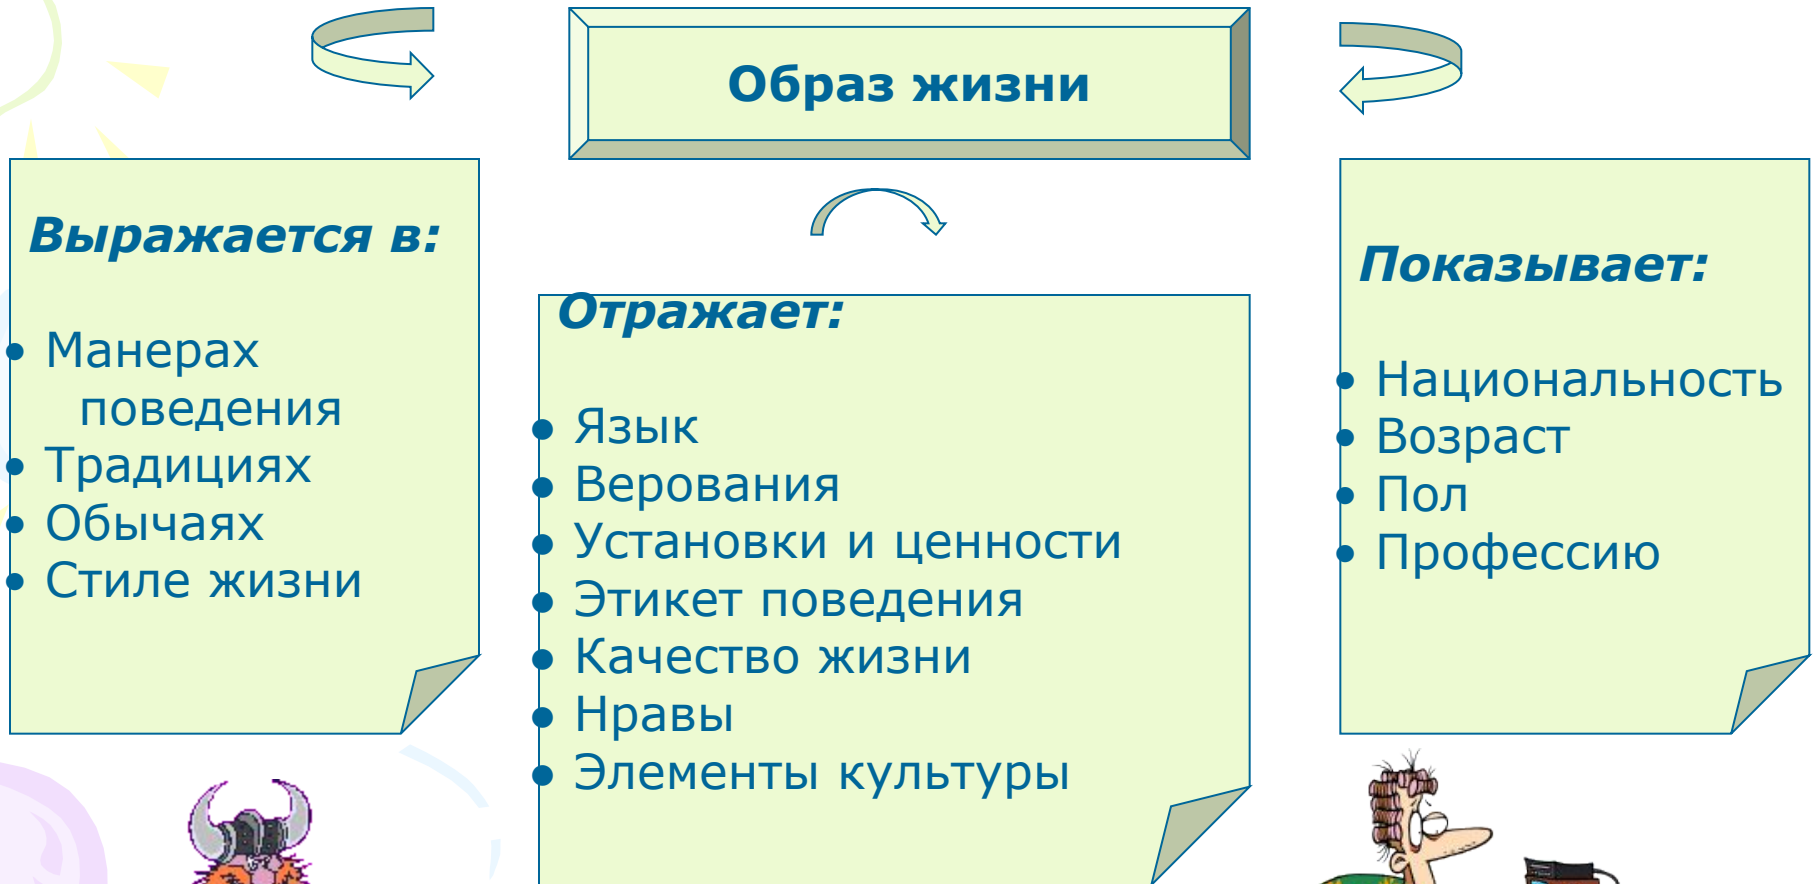 Образ жизни
Выражается в:
• Манерах
поведения
• Традициях
• Обычаях
• Стиле жизни
Отражает:
• Язык
• Верования
• Установки и ценности
• Этикет поведения
• Качество жизни
• Нравы
• Элементы культуры
Показывает:
• Национальность
• Возраст
• Пол
• Профессию